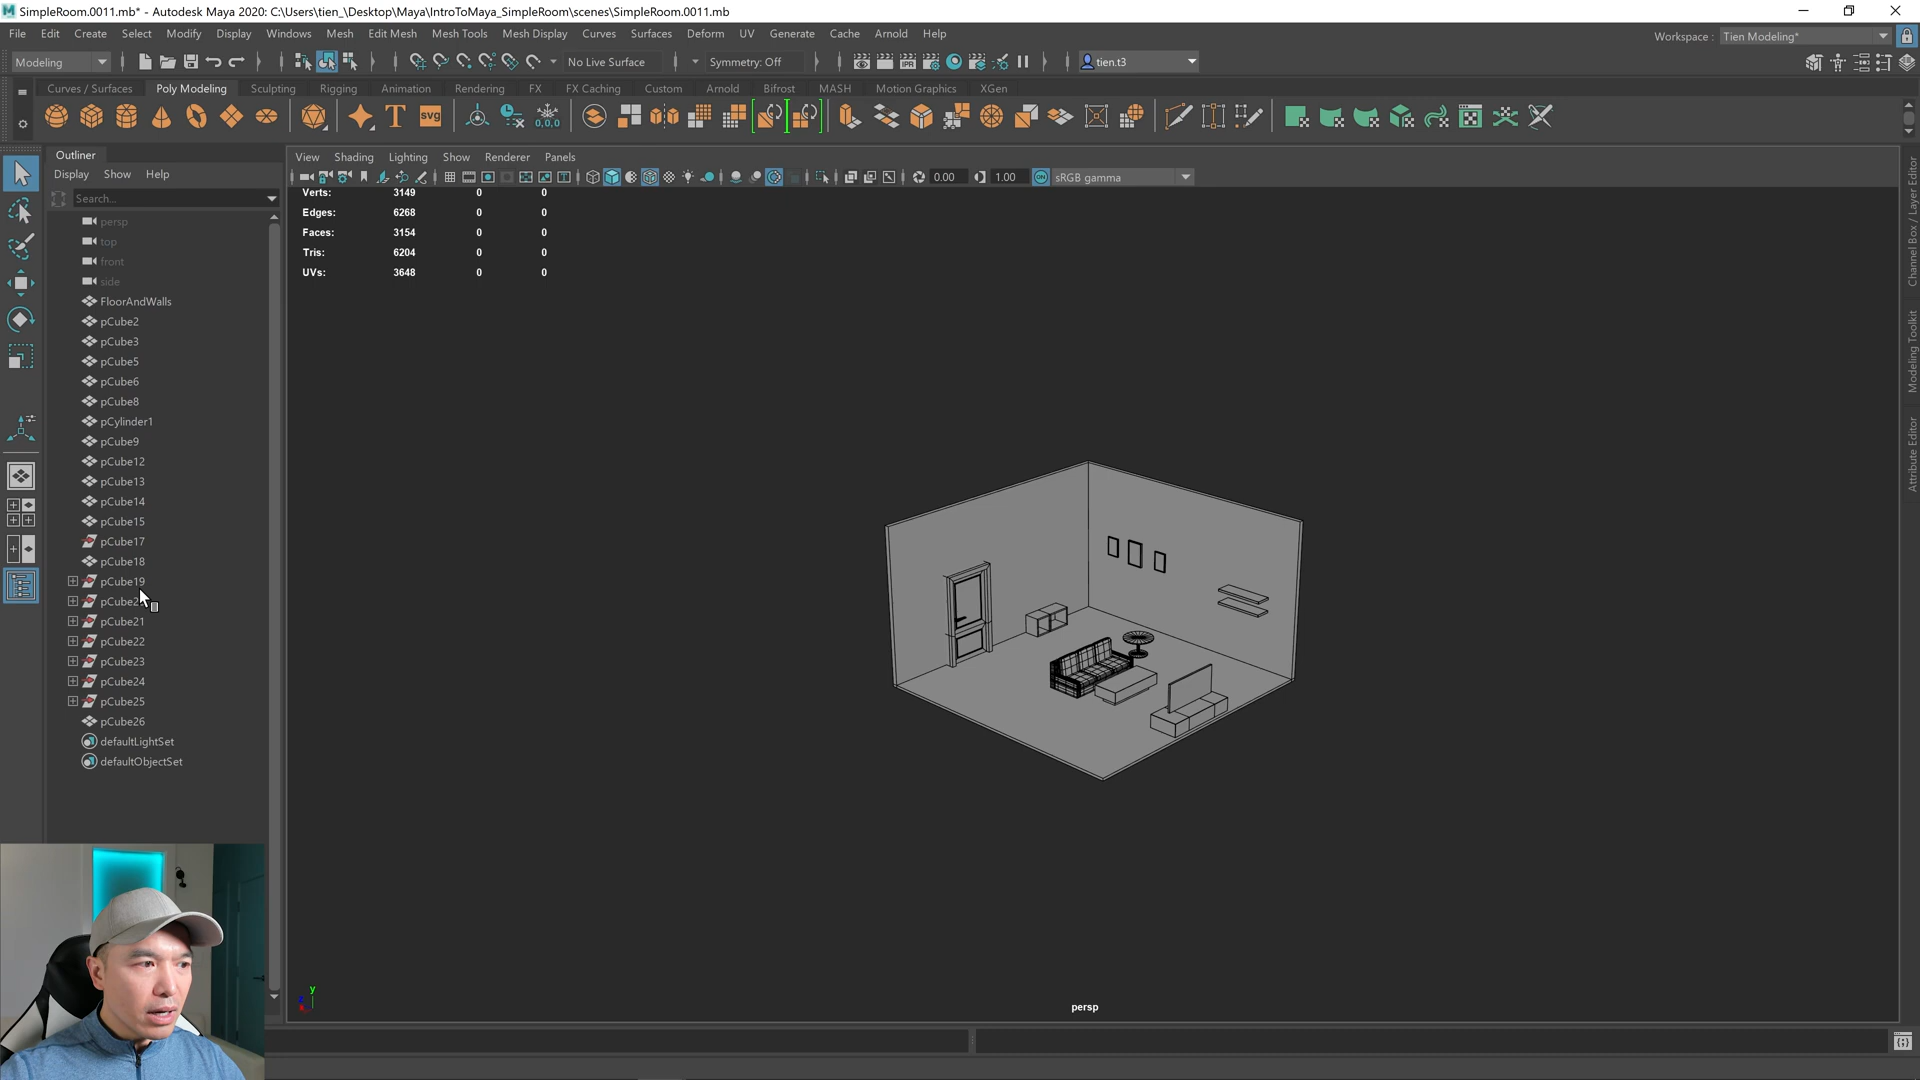 SimpleRoom.0011.mb* - Autodesk Maya 2020: C:\Users\tien_\Desktop\Maya\IntroToMaya_SimpleRoom\scenes\SimpleRoom.0011.mb
File Edit Create Select Modify Display Windows Mesh Edit Mesh Mesh Tools Mesh Display Curves Surfaces Deform UV Generate Cache Arnold Help
Workspace : Tien Modeling*
Modeling No Live Surface Symmetry: Off tien.t3
Curves / Surfaces Poly Modeling Sculpting Rigging Animation Rendering FX FX Caching Custom Arnold Bifrost MASH Motion Graphics XGen
T SVG 0,0,0
Outliner
Display Show Help
Search...
View Shading Lighting Show Renderer Panels
0.00 1.00 ON sRGB gamma
Verts: 3149 0 0
Edges: 6268 0 0
Faces: 3154 0 0
Tris: 6204 0 0
UVs: 3648 0 0
persp
top
front
side
FloorAndWalls
pCube2
pCube3
pCube5
pCube6
pCube8
pCylinder1
pCube9
pCube12
pCube13
pCube14
pCube15
pCube17
pCube18
pCube19
pCube2
pCube21
pCube22
pCube23
pCube24
pCube25
pCube26
defaultLightSet
defaultObjectSet
Channel Box / Layer Editor
Modeling Toolkit
Attribute Editor
y
persp